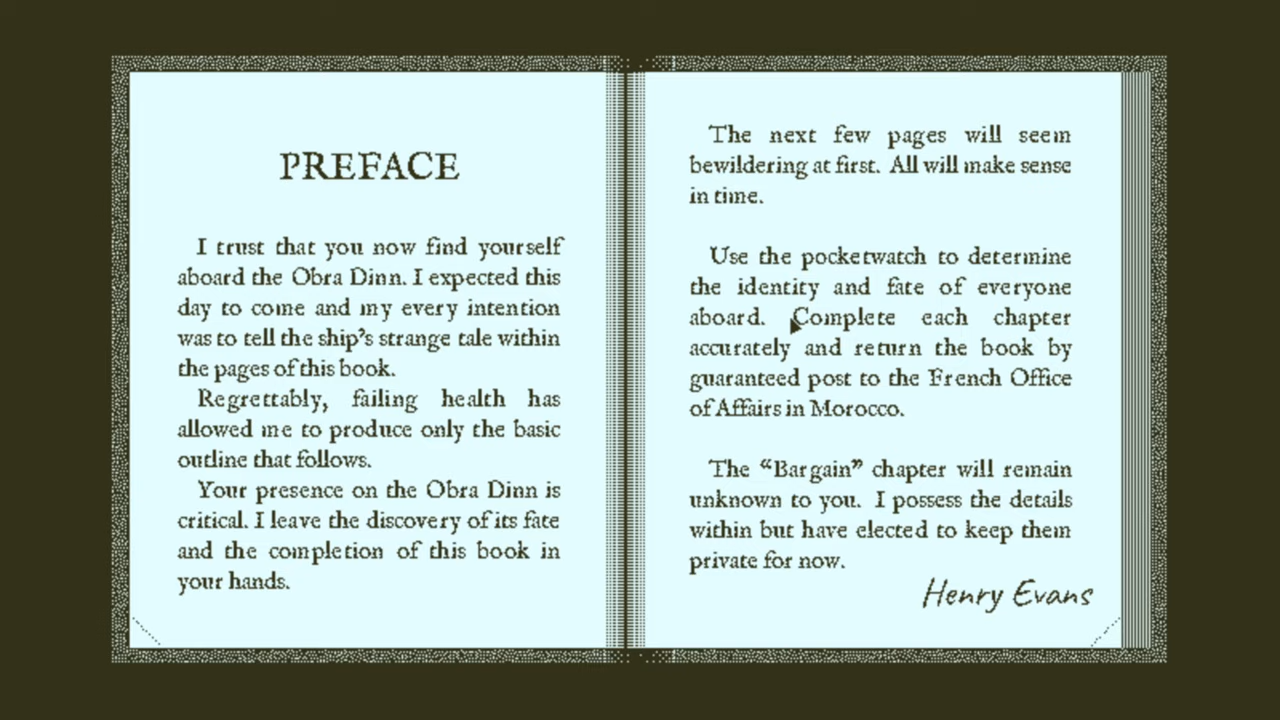 PREFACE
I trust that you now find yourself
aboard the Obra Dinn. I expected this
day to come and my every intention
was to tell the ship's strange tale within
the pages of this book.
Regrettably, failing health has
allowed me to produce only the basic
outline that follows.
Your presence on the Obra Dinn is
critical. I leave the discovery of its fate
and the completion of this book in
your hands.
The next few pages will seem
bewildering at first. All will make sense
in time.
Use the pocketwatch to determine
the identity and fate of everyone
aboard. Complete each chapter
accurately and return the book by
guaranteed post to the French Office
of Affairs in Morocco.
The “Bargain” chapter will remain
unknown to you. I possess the details
within but have elected to keep them
private for now.
Henry Evans